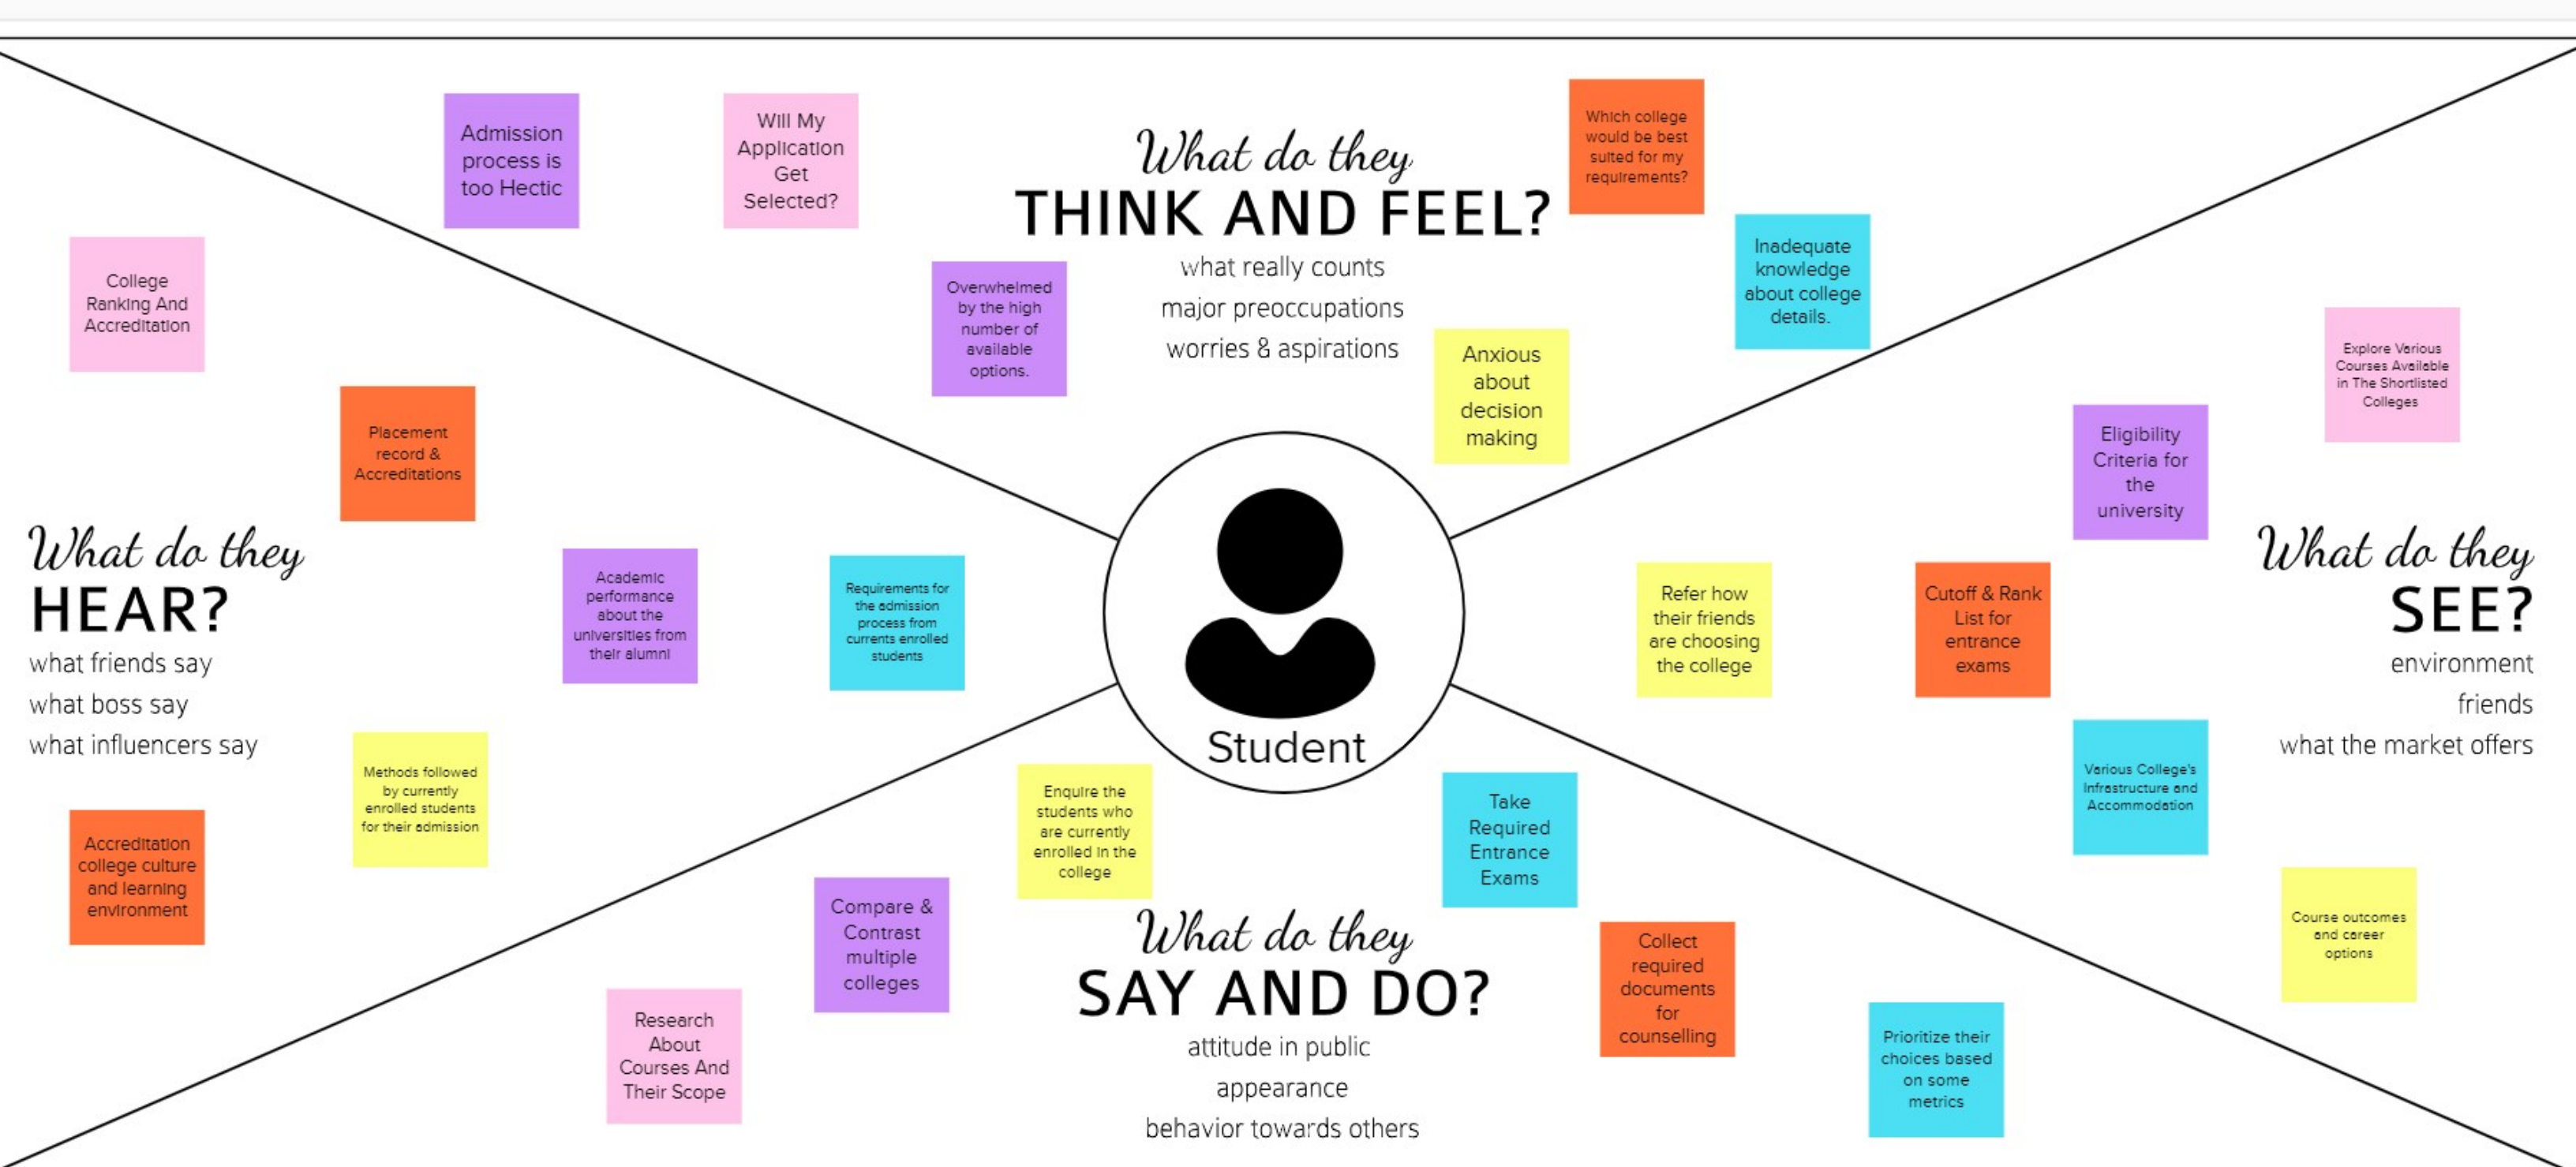 Admission
process is
too Hectic
Will My
Application
Get
Selected?
What do they
THINK AND FEEL?
what really counts
major preoccupations
worries & aspirations
Which college
would be best
suited for my
requirements?
Inadequate
knowledge
about college
details.
Overwhelmed
by the high
number of
available
options.
Anxious
about
decision
making
College
Ranking And
Accreditation
Placement
record &
Accreditations
What do they
HEAR?
what friends say
what boss say
what influencers say
Academic
performance
about the
universities from
their alumni
Requirements for
the admission
process from
currents enrolled
students
Methods followed
by currently
enrolled students
for their admission
Accreditation
college culture
and learning
environment
Student
Explore Various
Courses Available
in The Shortlisted
Colleges
Eligibility
Criteria for
the
university
Refer how
their friends
are choosing
the college
Cutoff & Rank
List for
entrance
exams
What do they
SEE?
environment
friends
what the market offers
Various College's
Infrastructure and
Accommodation
Course outcomes
and career
options
Enquire the
students who
are currently
enrolled in the
college
Take
Required
Entrance
Exams
Compare &
Contrast
multiple
colleges
What do they
SAY AND DO?
attitude in public
appearance
behavior towards others
Collect
required
documents
for
counselling
Research
About
Courses And
Their Scope
Prioritize their
choices based
on some
metrics